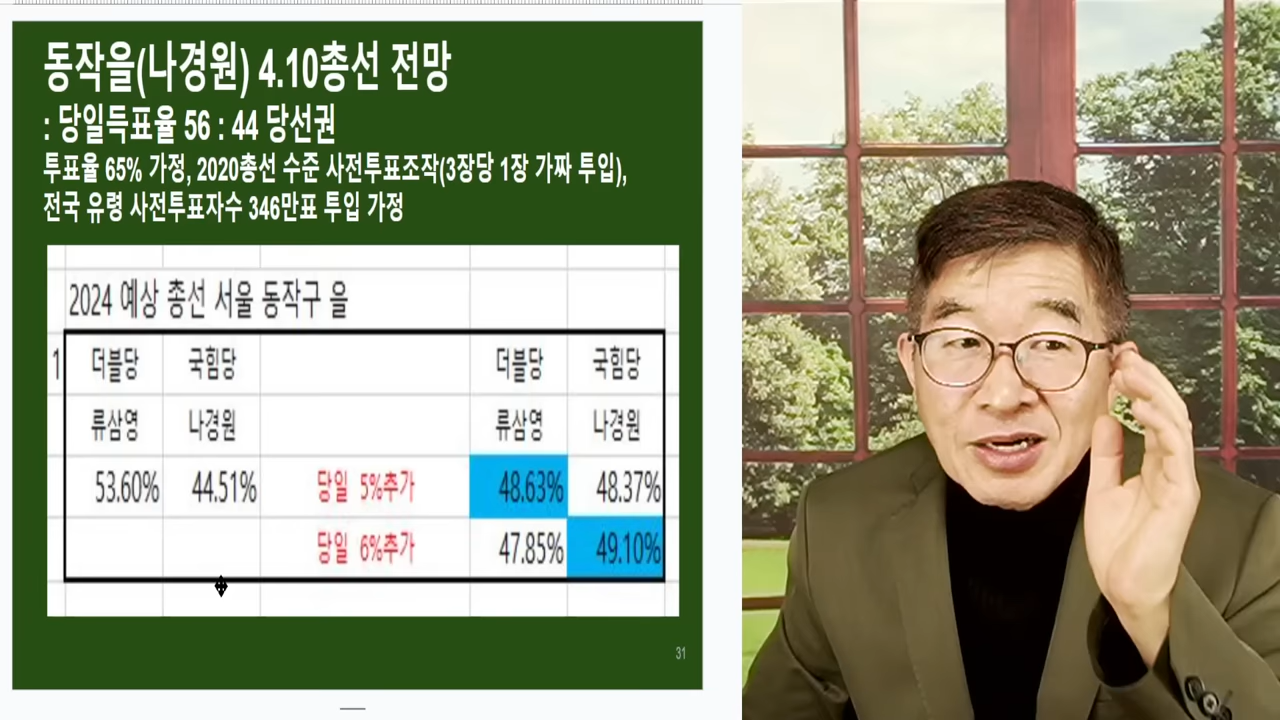 동작을(나경원) 4.10총선 전망
: 당일득표율 56 : 44 당선권
투표율 65% 가정, 2020총선 수준 사전투표조작(3장당 1장 가짜 투입),
전국 유령 사전투표자수 346만표 투입 가정
2024 예상 총선 서울 동작구 을
1 더블당 국힘당 더블당 국힘당
류삼영 나경원 류삼영 나경원
53.60% 44.51% 당일 5%추가 48.63% 48.37%
당일 6%추가 47.85% 49.10%
31